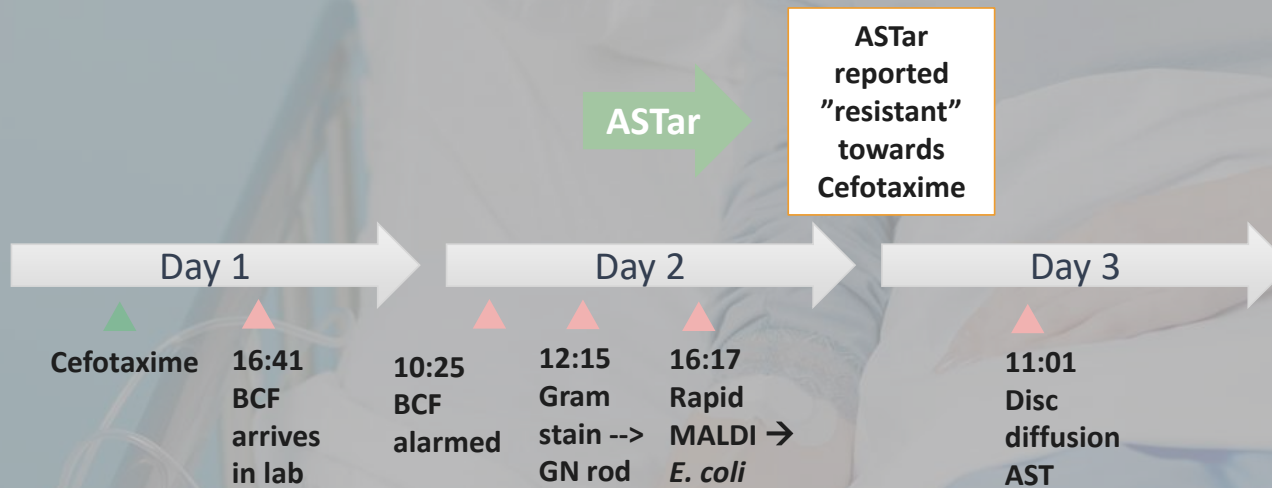 ASTar
ASTar
reported
”resistant”
towards
Cefotaxime
Day 1
Day 2
Day 3
Cefotaxime
16:41
BCF
arrives
in lab
10:25
BCF
alarmed
12:15
Gram
stain -->
GN rod
16:17
Rapid
MALDI →
E. coli
11:01
Disc
diffusion
AST